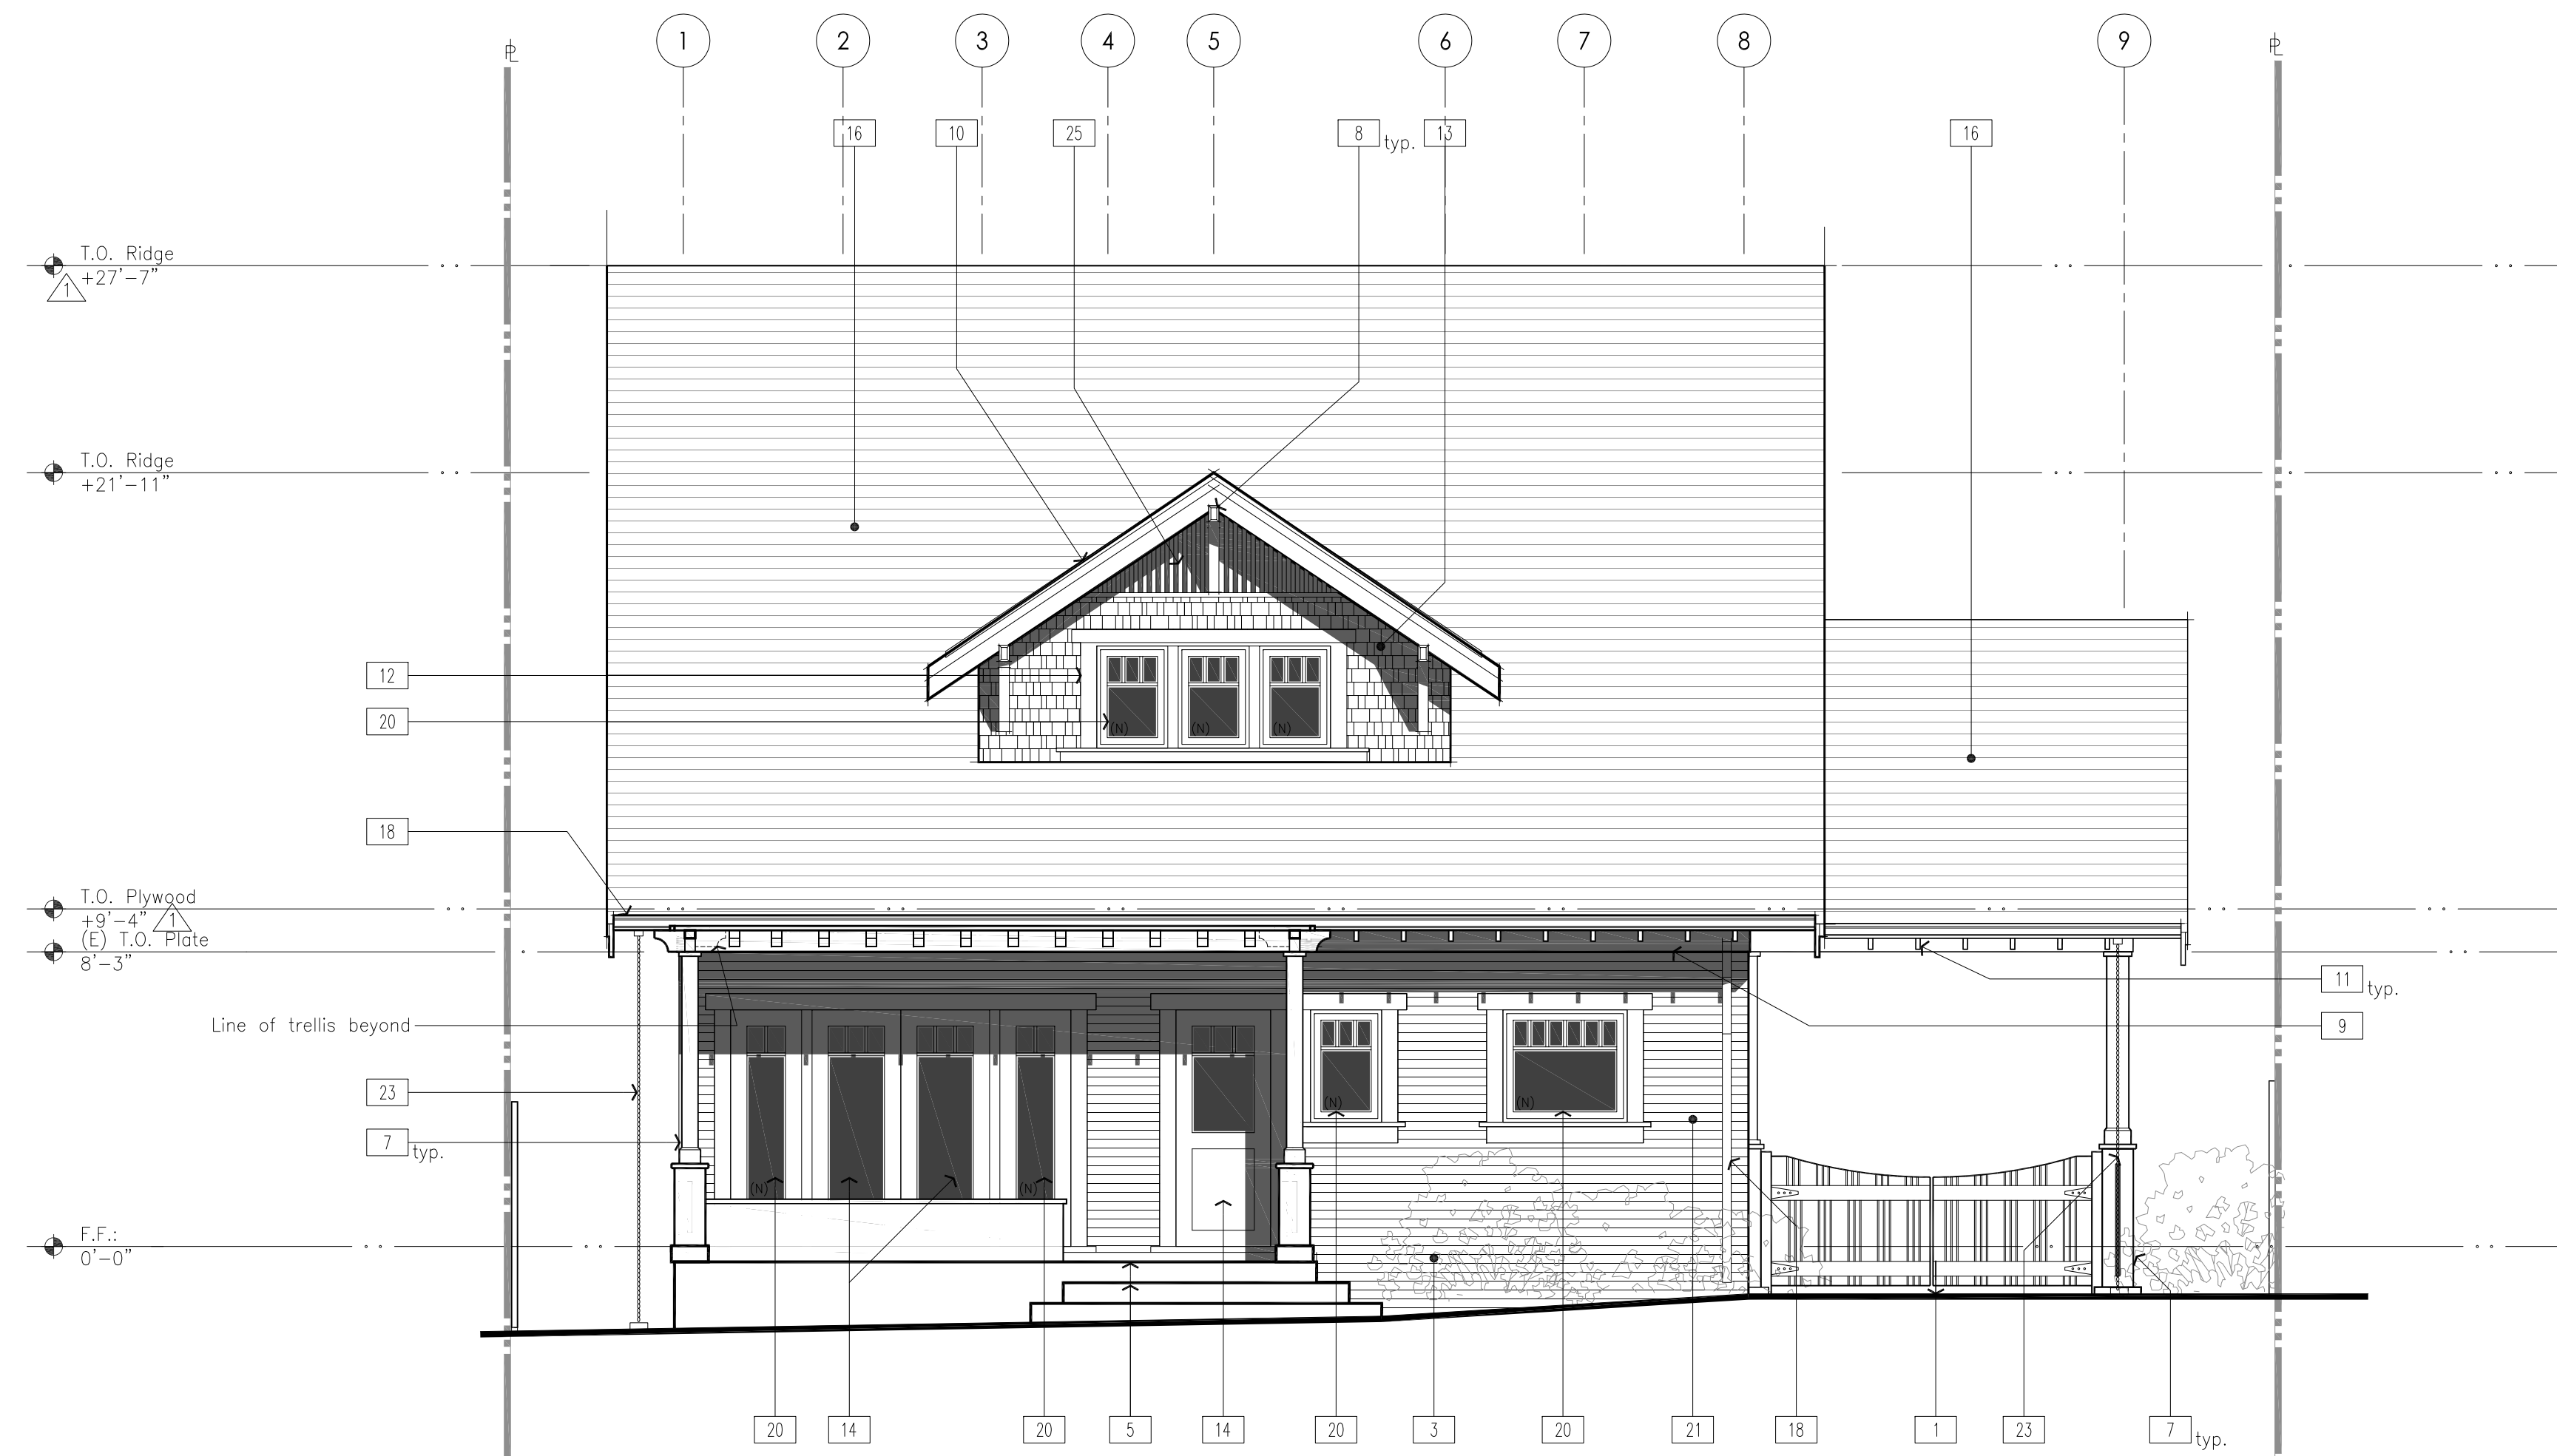 ℄
1
2
3
4
5
6
7
8
9
℄
16
10
25
8 typ.
13
16
T.O. Ridge
+27'-7"
1
T.O. Ridge
+21'-11"
12
20
(N)
(N)
(N)
18
T.O. Plywood
+9'-4"
1
(E) T.O. Plate
8'-3"
11 typ.
Line of trellis beyond
9
23
(N)
(N)
7 typ.
(N)
(N)
F.F.:
0'-0"
20
14
20
5
14
20
3
20
21
18
1
23
7 typ.